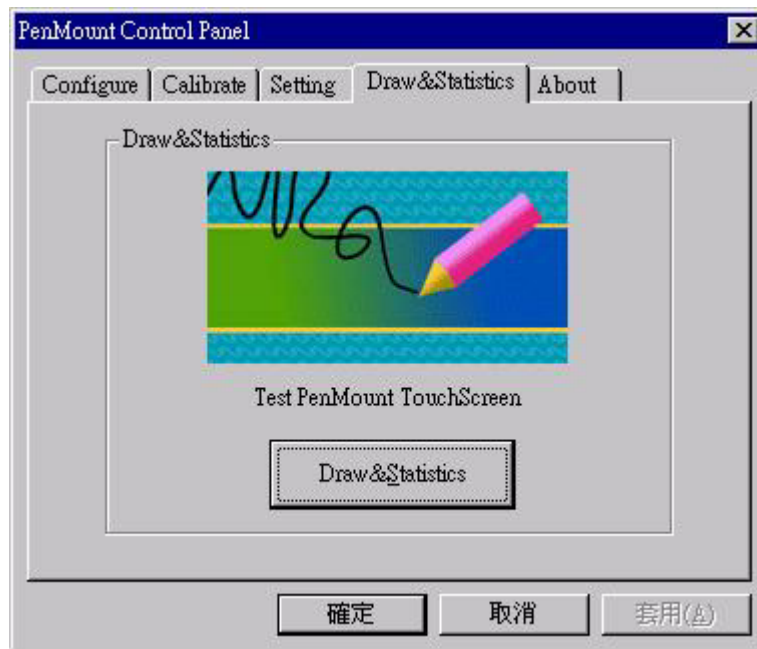 PenMount Control Panel
Configure Calibrate Setting Draw&Statistics About
Draw&Statistics
Test PenMount TouchScreen
Draw&Statistics
確定 取消 套用(A)